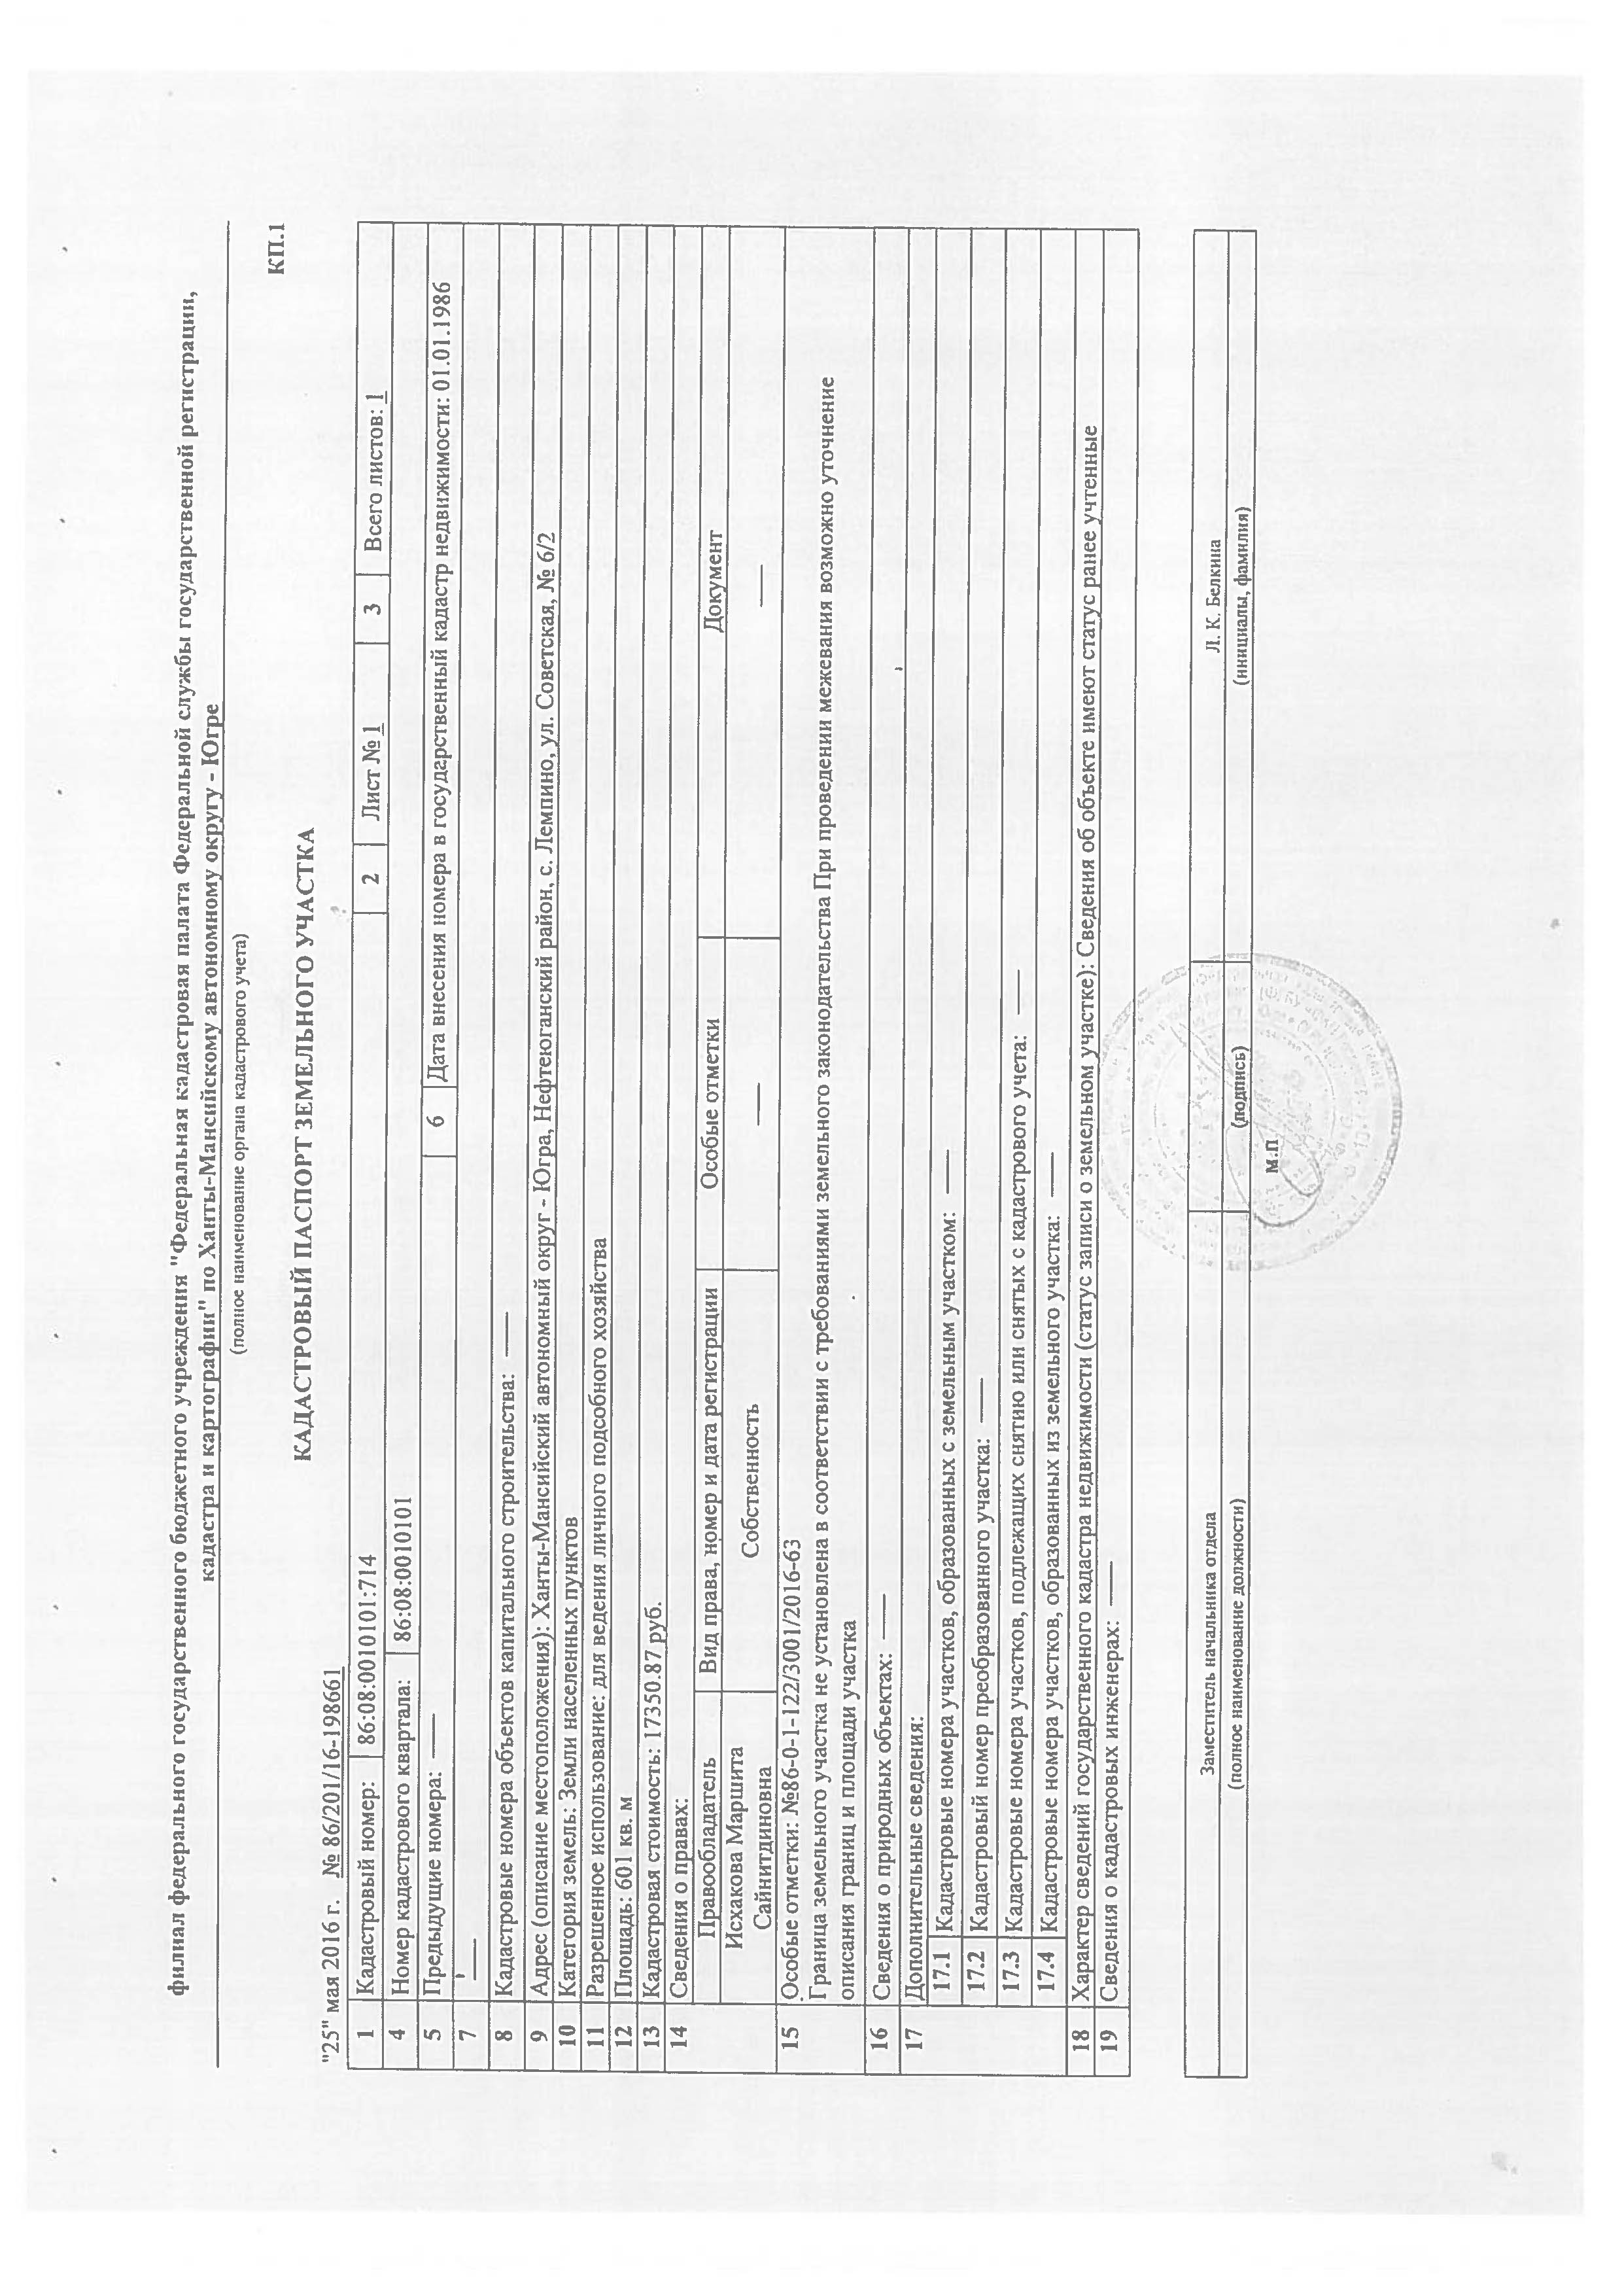 филиал федерального государственного бюджетного учреждения "Федеральная кадастровая палата Федеральной службы государственной регистрации,
кадастра и картографии" по Ханты-Мансийскому автономному округу - Югре
(полное наименование органа кадастрового учета)
КП.1
КАДАСТРОВЫЙ ПАСПОРТ ЗЕМЕЛЬНОГО УЧАСТКА
"25" мая 2016 г. № 86/201/16-198661
1 Кадастровый номер: 86:08:0010101:714 2 Лист № 1 3 Всего листов: 1
4 Номер кадастрового квартала: 86:08:0010101
5 Предыдущие номера: —— 6 Дата внесения номера в государственный кадастр недвижимости: 01.01.1986
7 ——
8 Кадастровые номера объектов капитального строительства: ——
9 Адрес (описание местоположения): Ханты-Мансийский автономный округ - Югра, Нефтеюганский район, с. Лемпино, ул. Советская, № 6/2
10 Категория земель: Земли населенных пунктов
11 Разрешенное использование: для ведения личного подсобного хозяйства
12 Площадь: 601 кв. м
13 Кадастровая стоимость: 17350.87 руб.
14 Сведения о правах:
Правообладатель Вид права, номер и дата регистрации Особые отметки Документ
Исхакова Маршита
Сайнитдиновна Собственность —— ——
15 Особые отметки: №86-0-1-122/3001/2016-63
Граница земельного участка не установлена в соответствии с требованиями земельного законодательства При проведении межевания возможно уточнение
описания границ и площади участка
16 Сведения о природных объектах: ——
17 Дополнительные сведения:
17.1 Кадастровые номера участков, образованных с земельным участком: ——
17.2 Кадастровый номер преобразованного участка: ——
17.3 Кадастровые номера участков, подлежащих снятию или снятых с кадастрового учета: ——
17.4 Кадастровые номера участков, образованных из земельного участка: ——
18 Характер сведений государственного кадастра недвижимости (статус записи о земельном участке): Сведения об объекте имеют статус ранее учтенные
19 Сведения о кадастровых инженерах: ——
Заместитель начальника отдела Л. К. Белкина
(полное наименование должности) (подпись) (инициалы, фамилия)
М.П